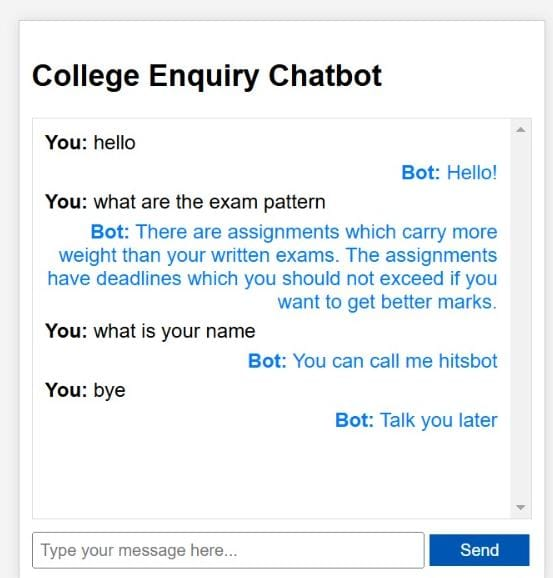 College Enquiry Chatbot
You: hello
Bot: Hello!
You: what are the exam pattern
Bot: There are assignments which carry more
weight than your written exams. The assignments
have deadlines which you should not exceed if you
want to get better marks.
You: what is your name
Bot: You can call me hitsbot
You: bye
Bot: Talk you later
Type your message here...
Send